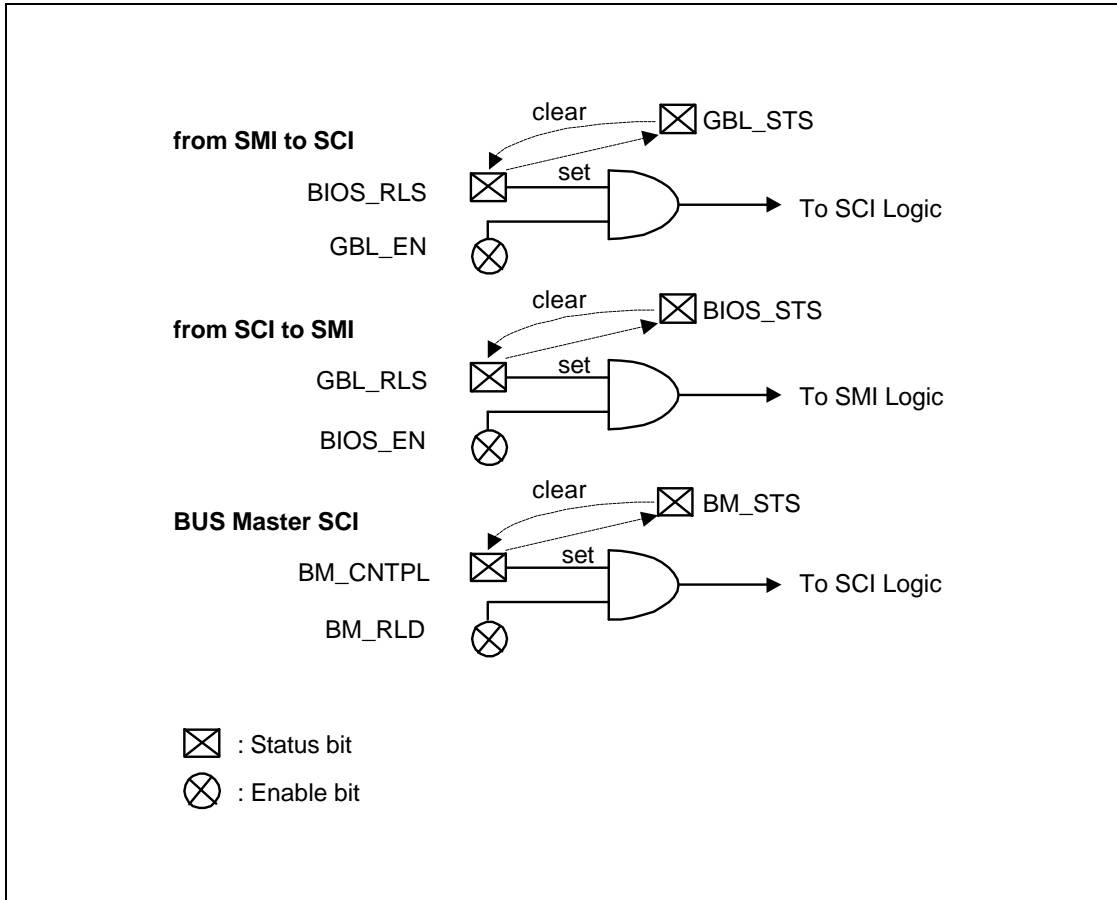 clear
GBL_STS
from SMI to SCI
set
BIOS_RLS
To SCI Logic
GBL_EN
clear
BIOS_STS
from SCI to SMI
set
GBL_RLS
To SMI Logic
BIOS_EN
clear
BM_STS
BUS Master SCI
set
BM_CNTPL
To SCI Logic
BM_RLD
: Status bit
: Enable bit